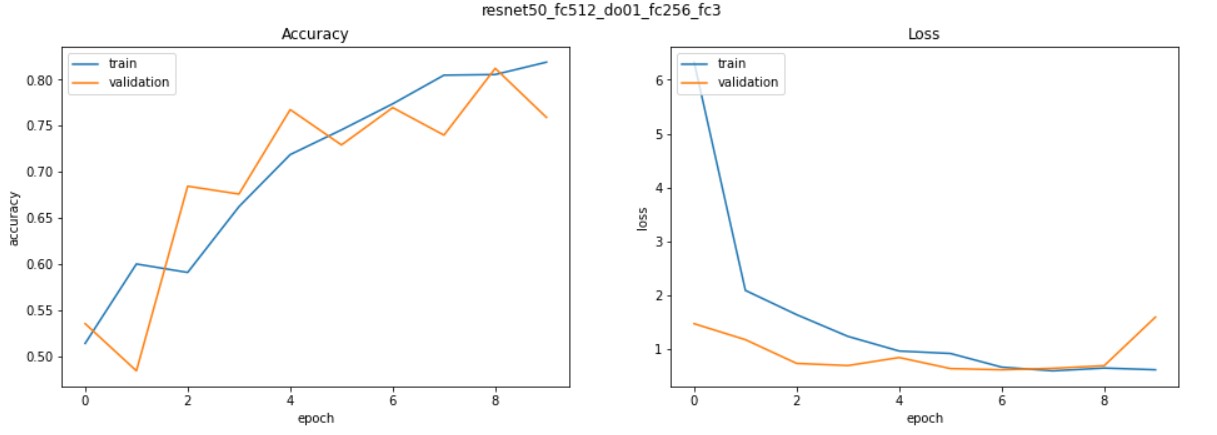 resnet50_fc512_do01_fc256_fc3
Accuracy
train
validation
0.80
0.75
0.70
0.65
0.60
0.55
0.50
accuracy
0 2 4 6 8
epoch
Loss
train
validation
6
5
4
3
2
1
loss
0 2 4 6 8
epoch